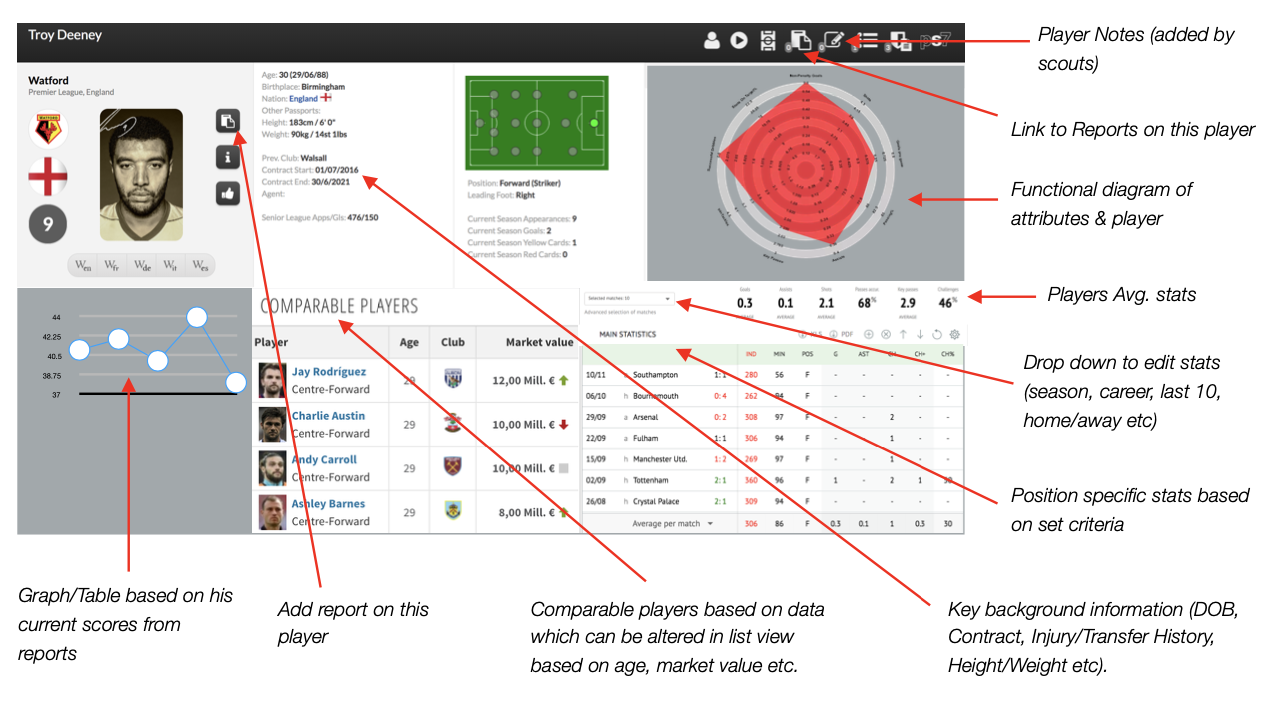 Troy Deeney
Player Notes (added by
scouts)
Link to Reports on this player
Functional diagram of
attributes & player
Players Avg. stats
Drop down to edit stats
(season, career, last 10,
home/away etc)
Position specific stats based
on set criteria
Key background information (DOB,
Contract, Injury/Transfer History,
Height/Weight etc).
Comparable players based on data
which can be altered in list view
based on age, market value etc.
Add report on this
player
Graph/Table based on his
current scores from
reports
Watford
Premier League, England
WATFORD
9
Wen Wfr Wde Wit Wes
Age: 30 (29/06/88)
Birthplace: Birmingham
Nation: England
Other Passports:
Height: 183cm / 6' 0"
Weight: 90kg / 14st 1lbs
Prev. Club: Walsall
Contract Start: 01/07/2016
Contract End: 30/6/2021
Agent:
Senior League Apps/Gls: 476/150
Position: Forward (Striker)
Leading Foot: Right
Current Season Appearances: 9
Current Season Goals: 2
Current Season Yellow Cards: 1
Current Season Red Cards: 0
44
42.25
40.5
38.75
37
COMPARABLE PLAYERS
Player Age Club Market value
Jay Rodríguez
Centre-Forward 29 12,00 Mill. €
Charlie Austin
Centre-Forward 29 10,00 Mill. €
Andy Carroll
Centre-Forward 29 10,00 Mill. €
Ashley Barnes
Centre-Forward 29 8,00 Mill. €
Selected matches: 10
Advanced selection of matches
Goals Assists Shots Passes accur. Key passes Challenges
0.3 0.1 2.1 68% 2.9 46%
AVERAGE AVERAGE AVERAGE
MAIN STATISTICS XLS PDF
IND MIN POS G AST CH CH+ CH%
10/11 Southampton 1:1 280 56 F - - - - -
06/10 h Bournemouth 0:4 262 94 F - - - - -
29/09 a Arsenal 0:2 308 97 F - - 2 - -
22/09 a Fulham 1:1 306 94 F - - 1 - -
15/09 h Manchester Utd. 1:2 269 97 F - - 1 - -
02/09 h Tottenham 2:1 360 96 F 1 - 2 1
26/08 h Crystal Palace 2:1 309 94 F - - - - -
Average per match 306 86 F 0.3 0.1 1 0.3 30